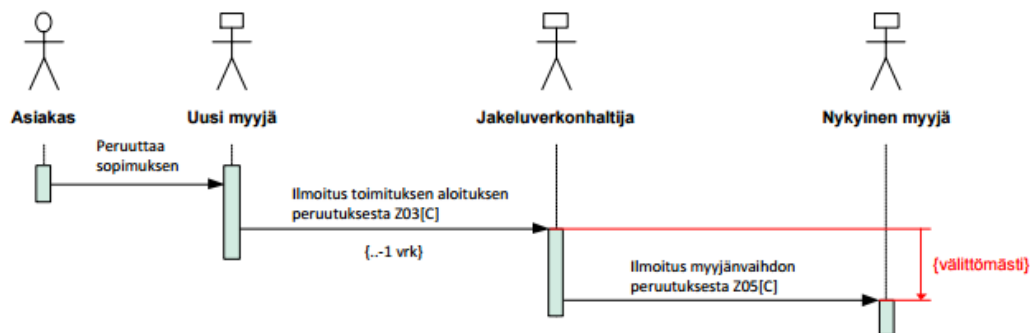 Asiakas
Uusi myyjä
Jakeluverkonhaltija
Nykyinen myyjä
Peruuttaa
sopimuksen
Ilmoitus toimituksen aloituksen
peruutuksesta Z03[C]
{..-1 vrk}
Ilmoitus myyjänvaihdon
peruutuksesta Z05[C]
{välittömästi}